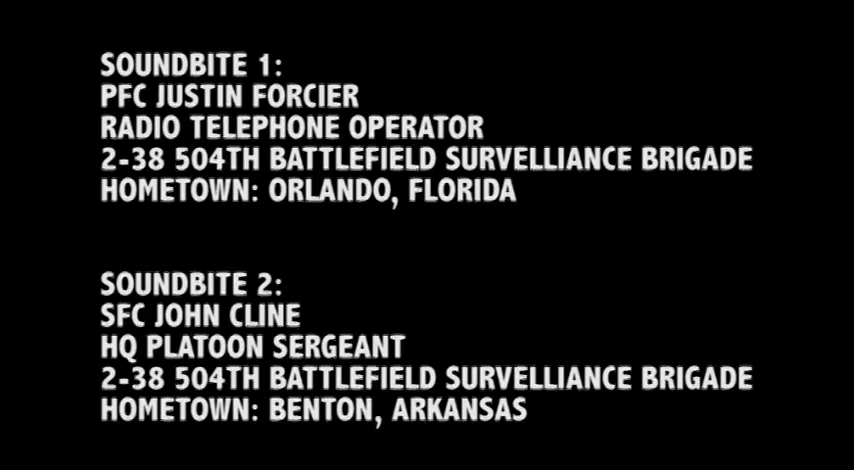 SOUNDBITE 1:
PFC JUSTIN FORCIER
RADIO TELEPHONE OPERATOR
2-38 504TH BATTLEFIELD SURVELLIANCE BRIGADE
HOMETOWN: ORLANDO, FLORIDA
SOUNDBITE 2:
SFC JOHN CLINE
HQ PLATOON SERGEANT
2-38 504TH BATTLEFIELD SURVELLIANCE BRIGADE
HOMETOWN: BENTON, ARKANSAS